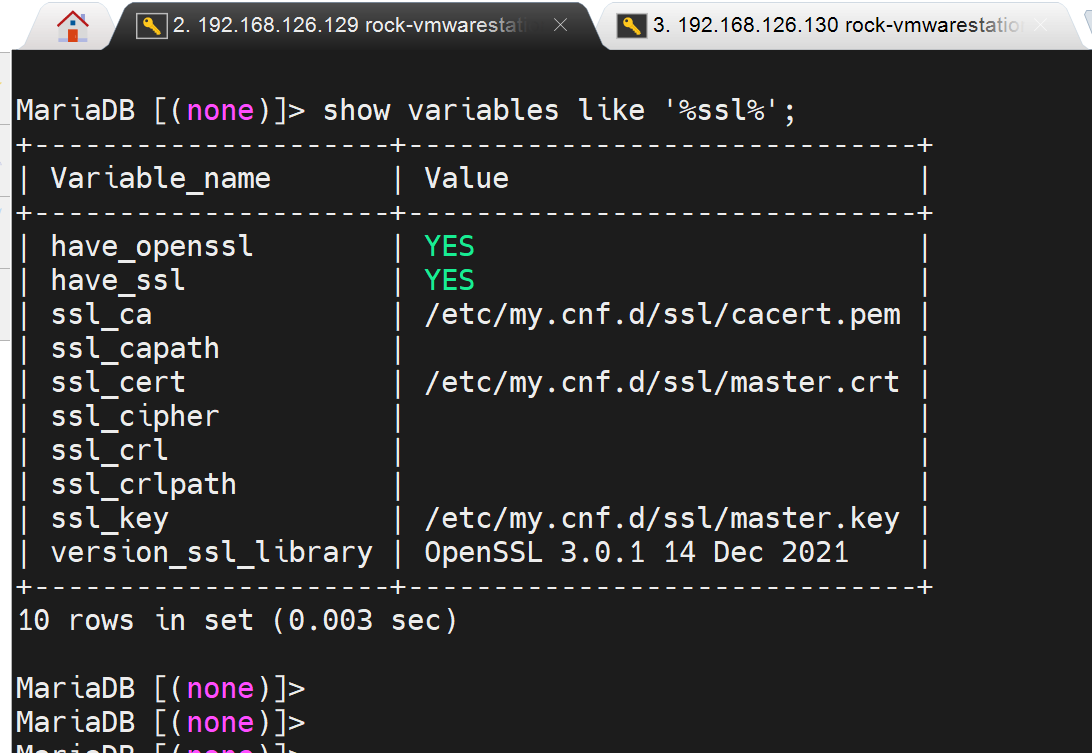 2. 192.168.126.129 rock-vmwarestati
3. 192.168.126.130 rock-vmwarestatio
MariaDB [(none)]> show variables like '%ssl%';
+---------------------+------------------------------+
| Variable_name       | Value                        |
+---------------------+------------------------------+
| have_openssl        | YES                          |
| have_ssl            | YES                          |
| ssl_ca              | /etc/my.cnf.d/ssl/cacert.pem |
| ssl_capath          |                              |
| ssl_cert            | /etc/my.cnf.d/ssl/master.crt |
| ssl_cipher          |                              |
| ssl_crl             |                              |
| ssl_crlpath         |                              |
| ssl_key             | /etc/my.cnf.d/ssl/master.key |
| version_ssl_library | OpenSSL 3.0.1 14 Dec 2021    |
+---------------------+------------------------------+
10 rows in set (0.003 sec)
MariaDB [(none)]>
MariaDB [(none)]>
MariaDB [(none)]>